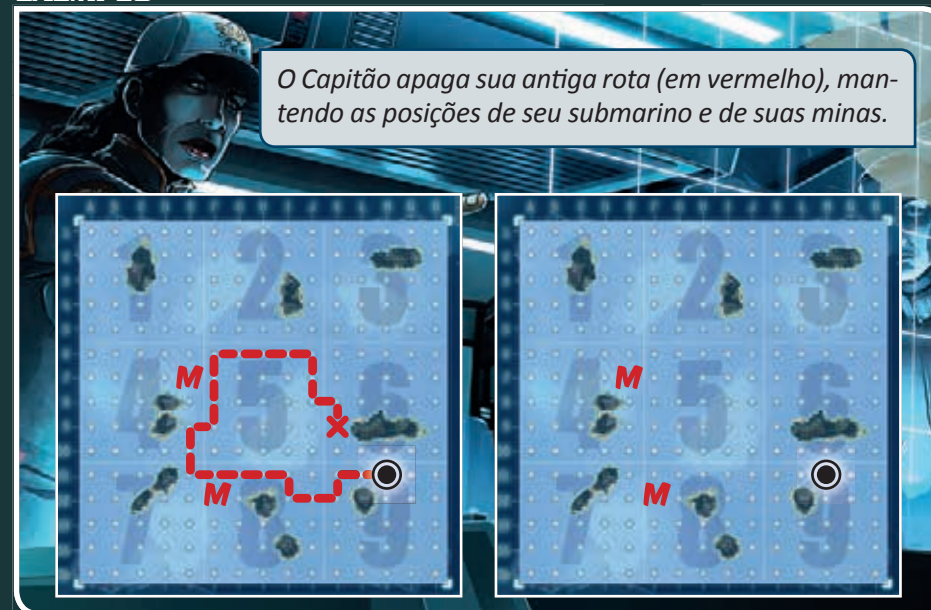 O Capitão apaga sua antiga rota (em vermelho), man-
tendo as posições de seu submarino e de suas minas.
1 2 3
M
4 5 6
M
7 8 9
1 2 3
M
4 5 6
M
7 8 9